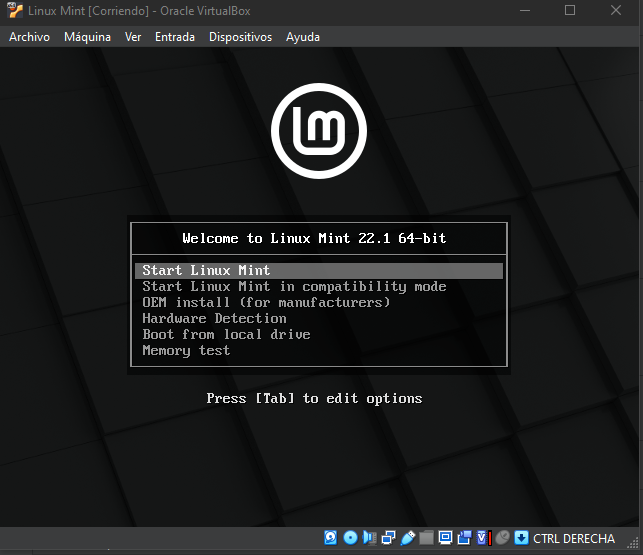 Linux Mint [Corriendo] - Oracle VirtualBox
Archivo Máquina Ver Entrada Dispositivos Ayuda
Welcome to Linux Mint 22.1 64-bit
Start Linux Mint
Start Linux Mint in compatibility mode
OEM install (for manufacturers)
Hardware Detection
Boot from local drive
Memory test
Press [Tab] to edit options
CTRL DERECHA